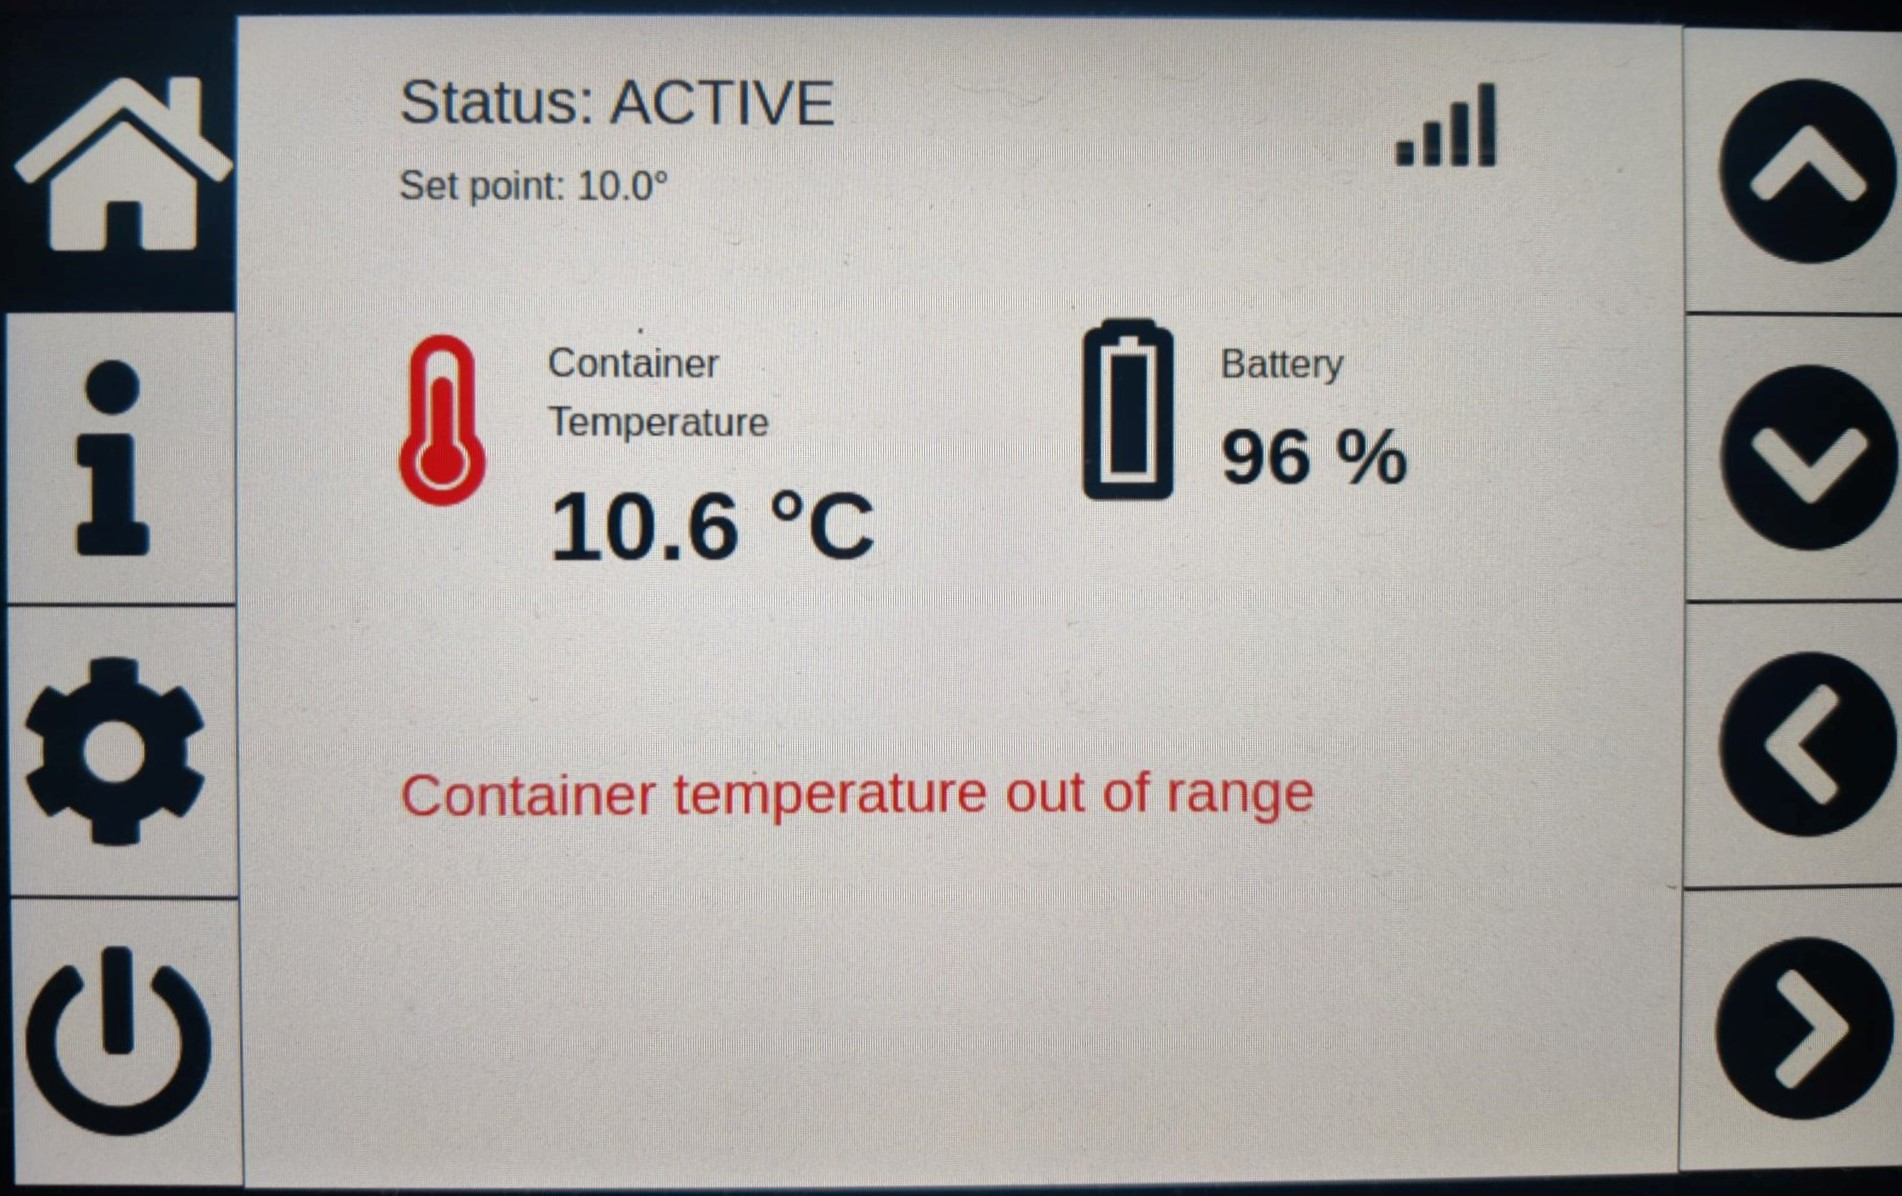 Status: ACTIVE
Set point: 10.0°
Container
Temperature
10.6 °C
Battery
96 %
Container temperature out of range